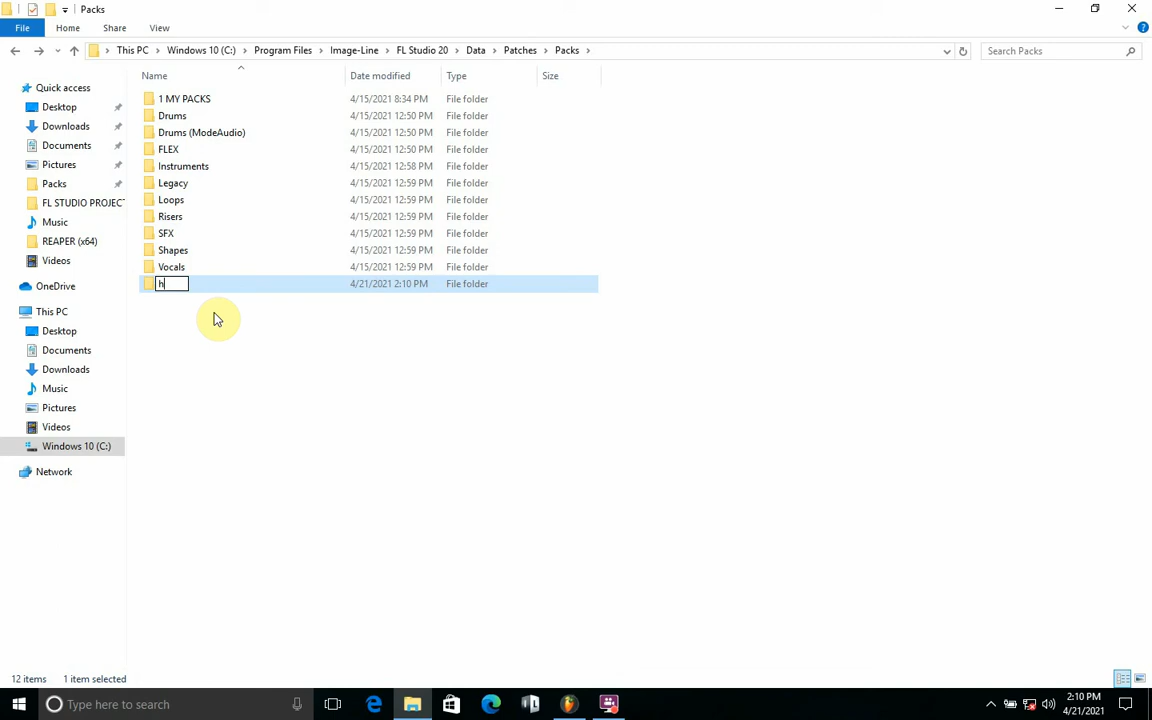 Packs
File Home Share View
This PC Windows 10 (C:) Program Files Image-Line FL Studio 20 Data Patches Packs
Search Packs
Name Date modified Type Size
Quick access
Desktop
Downloads
Documents
Pictures
Packs
FL STUDIO PROJECT
Music
REAPER (x64)
Videos
OneDrive
This PC
Desktop
Documents
Downloads
Music
Pictures
Videos
Windows 10 (C:)
Network
1 MY PACKS 4/15/2021 8:34 PM File folder
Drums 4/15/2021 12:50 PM File folder
Drums (ModeAudio) 4/15/2021 12:50 PM File folder
FLEX 4/15/2021 12:50 PM File folder
Instruments 4/15/2021 12:58 PM File folder
Legacy 4/15/2021 12:59 PM File folder
Loops 4/15/2021 12:59 PM File folder
Risers 4/15/2021 12:59 PM File folder
SFX 4/15/2021 12:59 PM File folder
Shapes 4/15/2021 12:59 PM File folder
Vocals 4/15/2021 12:59 PM File folder
h 4/21/2021 2:10 PM File folder
12 items 1 item selected
Type here to search
2:10 PM
4/21/2021